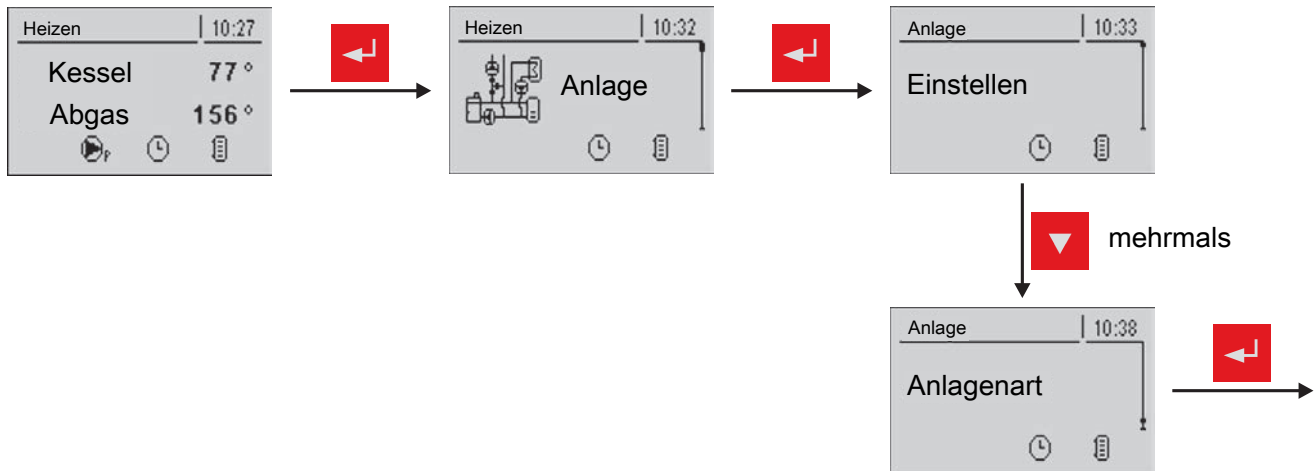 Heizen 10:27
Kessel 77°
Abgas 156°
P
Heizen 10:32
Anlage
Anlage 10:33
Einstellen
mehrmals
Anlage 10:38
Anlagenart